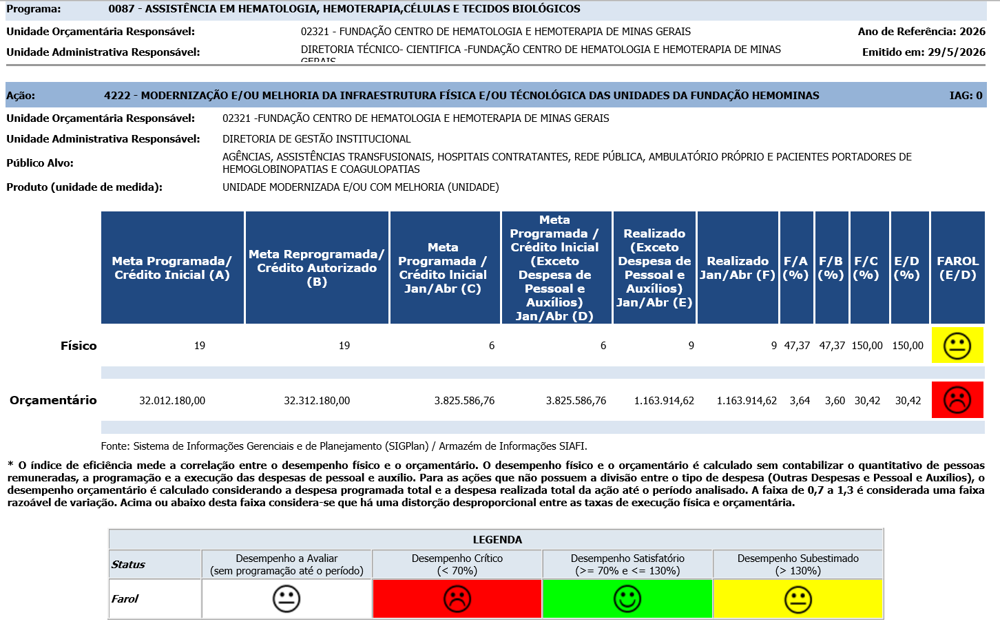 Programa: 0087 - ASSISTÊNCIA EM HEMATOLOGIA, HEMOTERAPIA,CÉLULAS E TECIDOS BIOLÓGICOS
Unidade Orçamentária Responsável: 02321 - FUNDAÇÃO CENTRO DE HEMATOLOGIA E HEMOTERAPIA DE MINAS GERAIS Ano de Referência: 2026
Unidade Administrativa Responsável: DIRETORIA TÉCNICO- CIENTIFICA -FUNDAÇÃO CENTRO DE HEMATOLOGIA E HEMOTERAPIA DE MINAS Emitido em: 29/5/2026
GERAIS
Ação: 4222 - MODERNIZAÇÃO E/OU MELHORIA DA INFRAESTRUTURA FÍSICA E/OU TÉCNOLÓGICA DAS UNIDADES DA FUNDAÇÃO HEMOMINAS IAG: 0
Unidade Orçamentária Responsável: 02321 -FUNDAÇÃO CENTRO DE HEMATOLOGIA E HEMOTERAPIA DE MINAS GERAIS
Unidade Administrativa Responsável: DIRETORIA DE GESTÃO INSTITUCIONAL
Público Alvo: AGÊNCIAS, ASSISTÊNCIAS TRANSFUSIONAIS, HOSPITAIS CONTRATANTES, REDE PÚBLICA, AMBULATÓRIO PRÓPRIO E PACIENTES PORTADORES DE
HEMOGLOBINOPATIAS E COAGULOPATIAS
Produto (unidade de medida): UNIDADE MODERNIZADA E/OU COM MELHORIA (UNIDADE)
Meta Programada/
Crédito Inicial (A)
Meta Reprogramada/
Crédito Autorizado
(B)
Meta
Programada /
Crédito lnicial
Jan/Abr (C)
Meta
Programada /
Crédito lnicial
(Exceto
Despesa de
Pessoal e
Auxílios)
Jan/Abr (D)
Realizado
(Exceto
Despesa de
Pessoal e
Auxílios)
Jan/Abr (E)
Realizado
Jan/Abr (F)
F/A
(%)
F/B
(%)
F/C
(%)
E/D
(%)
FAROL
(E/D)
Físico 19 19 6 6 9 9 47,37 47,37 150,00 150,00
Orçamentário 32.012.180,00 32.312.180,00 3.825.586,76 3.825.586,76 1.163.914,62 1.163.914,62 3,64 3,60 30,42 30,42
Fonte: Sistema de Informações Gerenciais e de Planejamento (SIGPlan) / Armazém de Informações SIAFI.
* O índice de eficiência mede a correlação entre o desempenho físico e o orçamentário. O desempenho físico e o orçamentário é calculado sem contabilizar o quantitativo de pessoas
remuneradas, a programação e a execução das despesas de pessoal e auxílio. Para as ações que não possuem a divisão entre o tipo de despesa (Outras Despesas e Pessoal e Auxílios), o
desempenho orçamentário é calculado considerando a despesa programada total e a despesa realizada total da ação até o período analisado. A faixa de 0,7 a 1,3 é considerada uma faixa
razoável de variação. Acima ou abaixo desta faixa considera-se que há uma distorção desproporcional entre as taxas de execução física e orçamentária.
LEGENDA
Status
Desempenho a Avaliar
(sem programação até o período)
Desempenho Crítico
(< 70%)
Desempenho Satisfatório
(>= 70% e <= 130%)
Desempenho Subestimado
(> 130%)
Farol